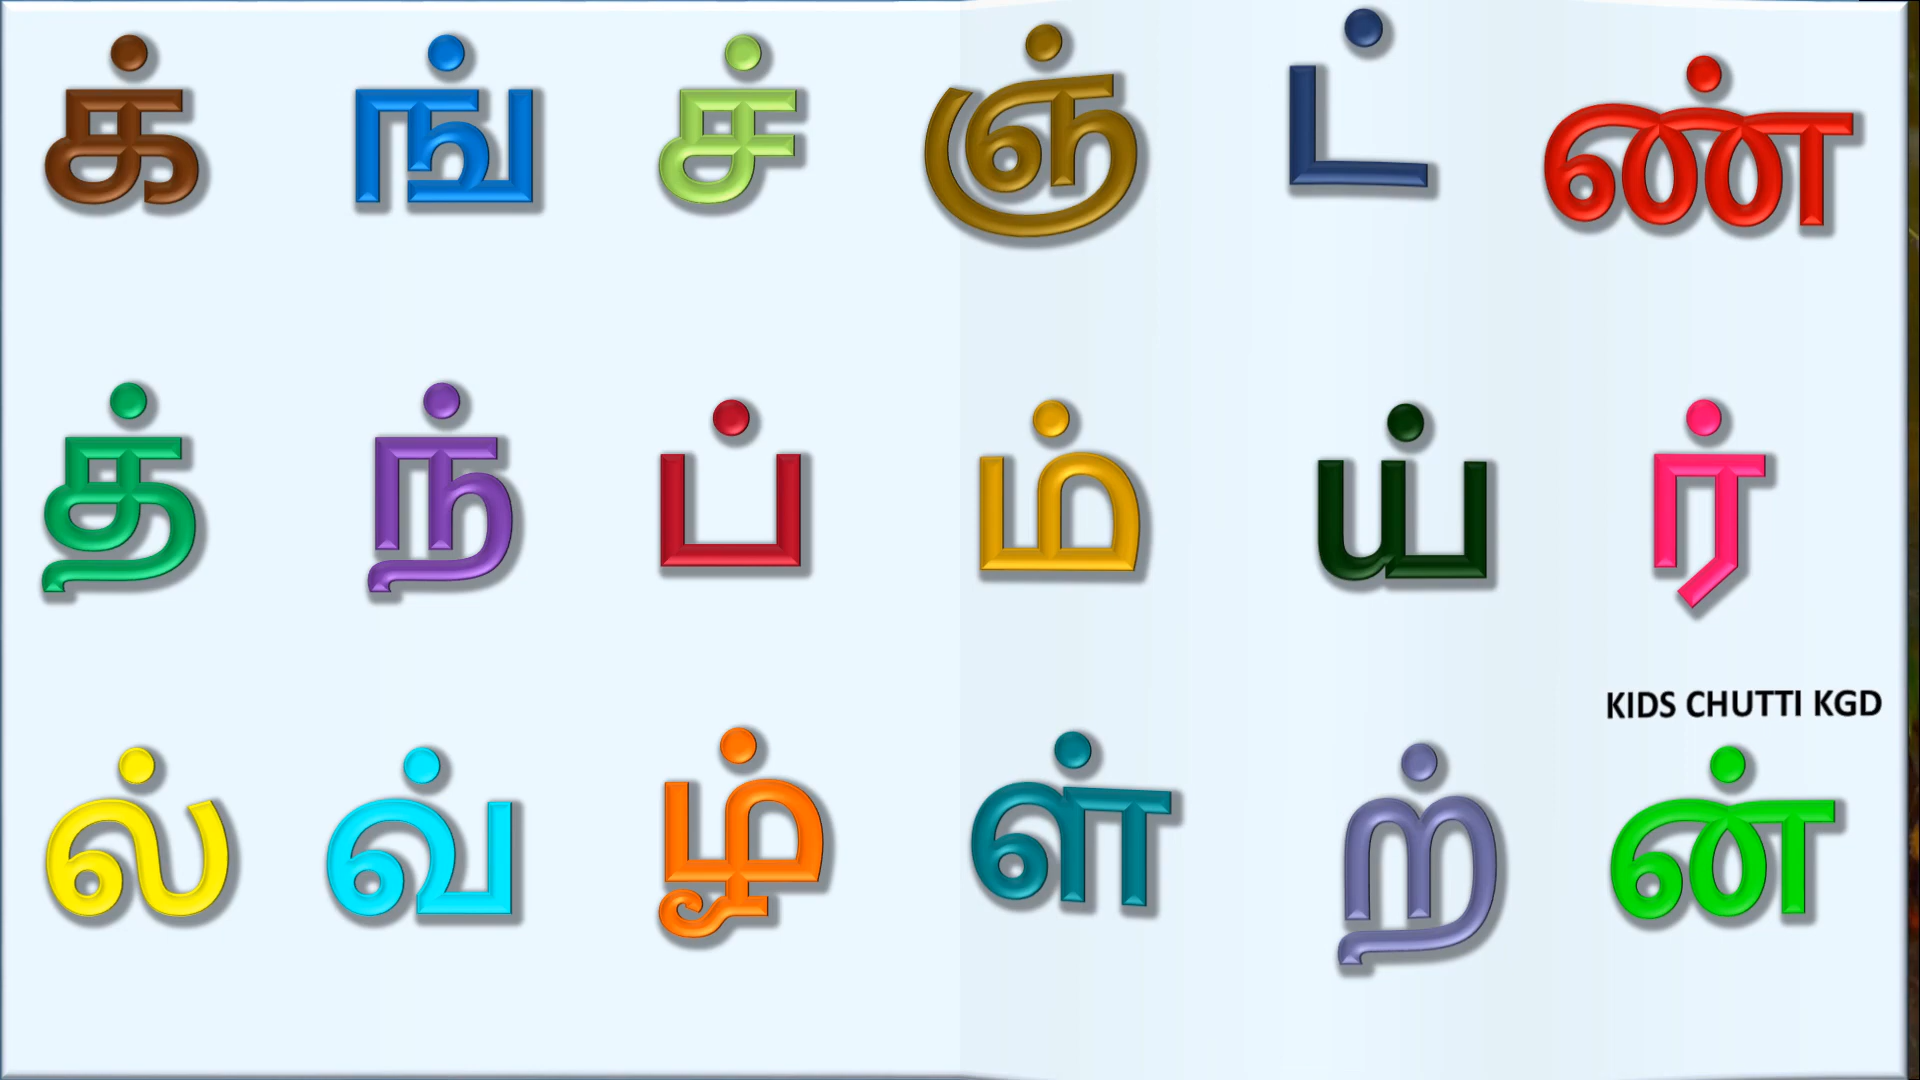 க் ங் ச் ஞ் ட் ண்
த் ந் ப் ம் ய் ர்
KIDS CHUTTI KGD
ல் வ் ழ் ள் ற் ன்